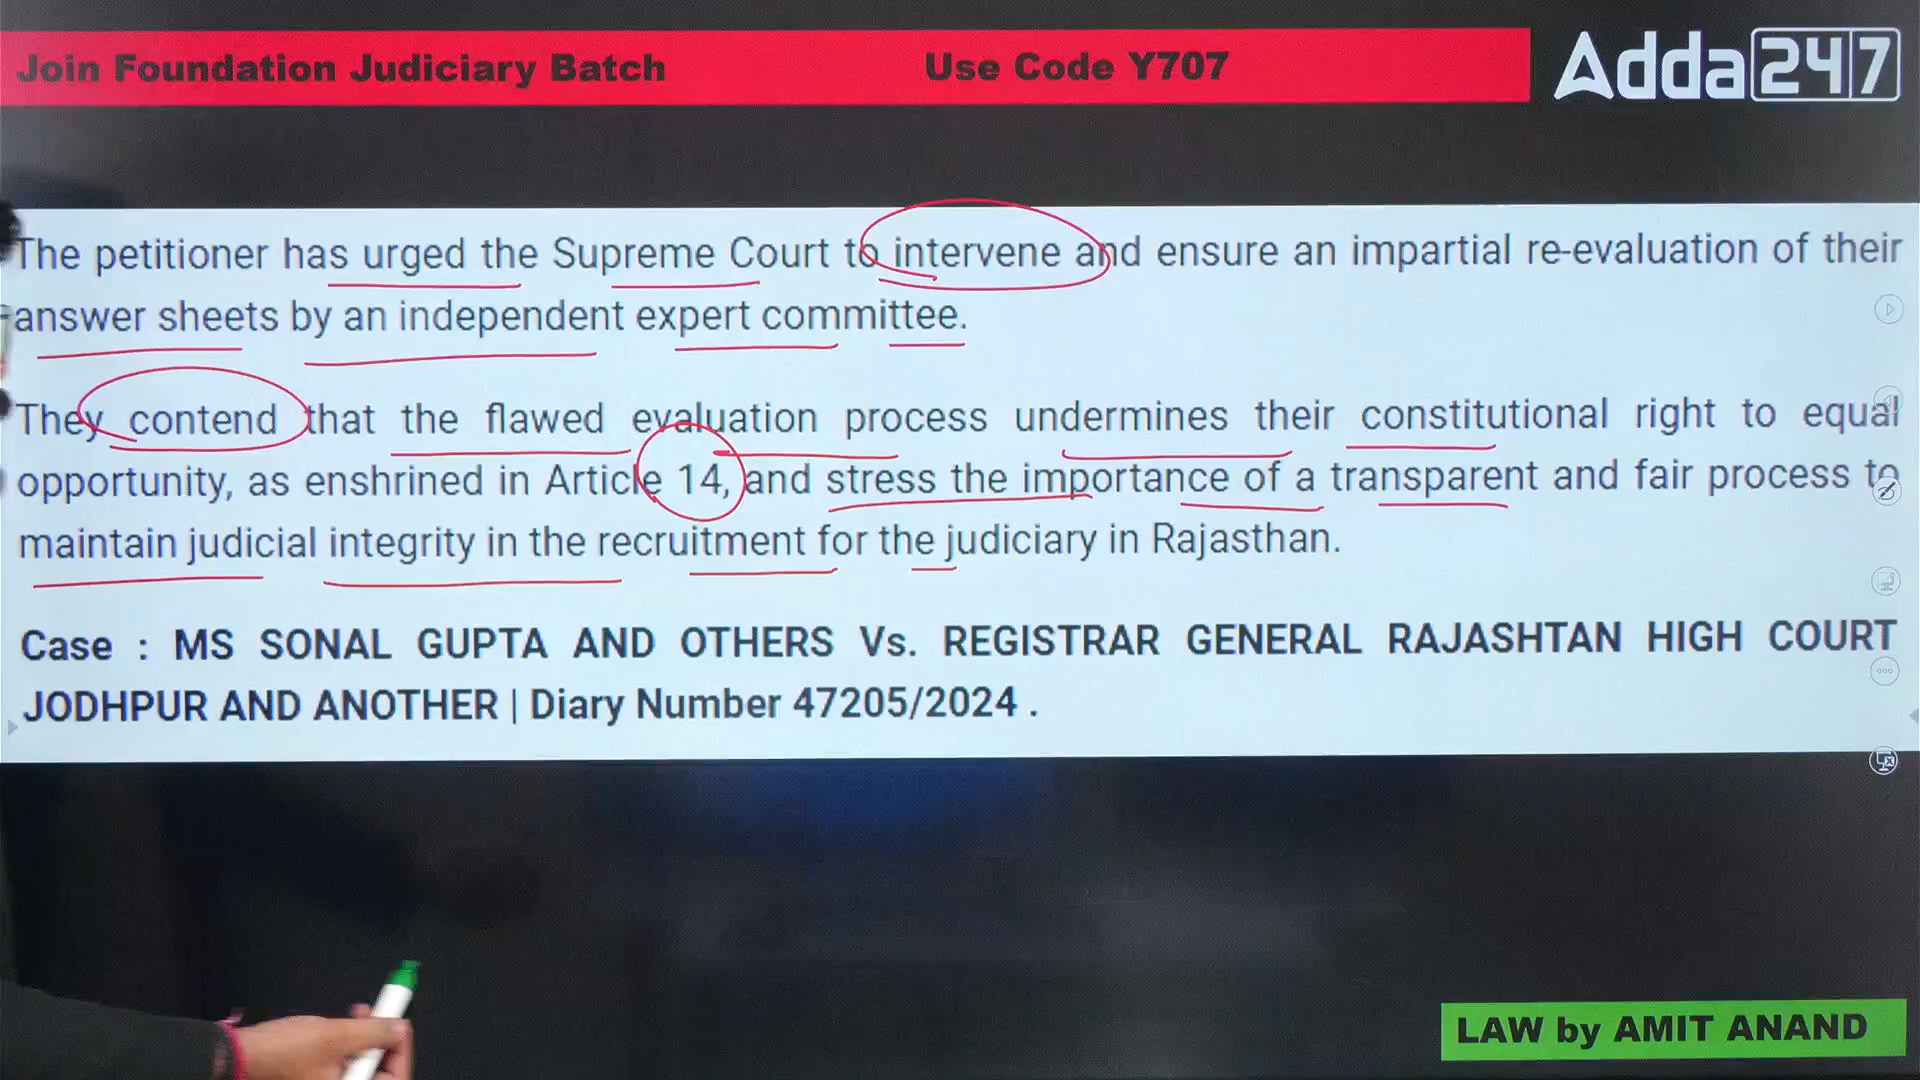 Join Foundation Judiciary Batch Use Code Y707
Adda247
The petitioner has urged the Supreme Court to intervene and ensure an impartial re-evaluation of their
answer sheets by an independent expert committee.
They contend that the flawed evaluation process undermines their constitutional right to equal
opportunity, as enshrined in Article 14, and stress the importance of a transparent and fair process to
maintain judicial integrity in the recruitment for the judiciary in Rajasthan.
Case : MS SONAL GUPTA AND OTHERS Vs. REGISTRAR GENERAL RAJASHTAN HIGH COURT
JODHPUR AND ANOTHER | Diary Number 47205/2024 .
LAW by AMIT ANAND